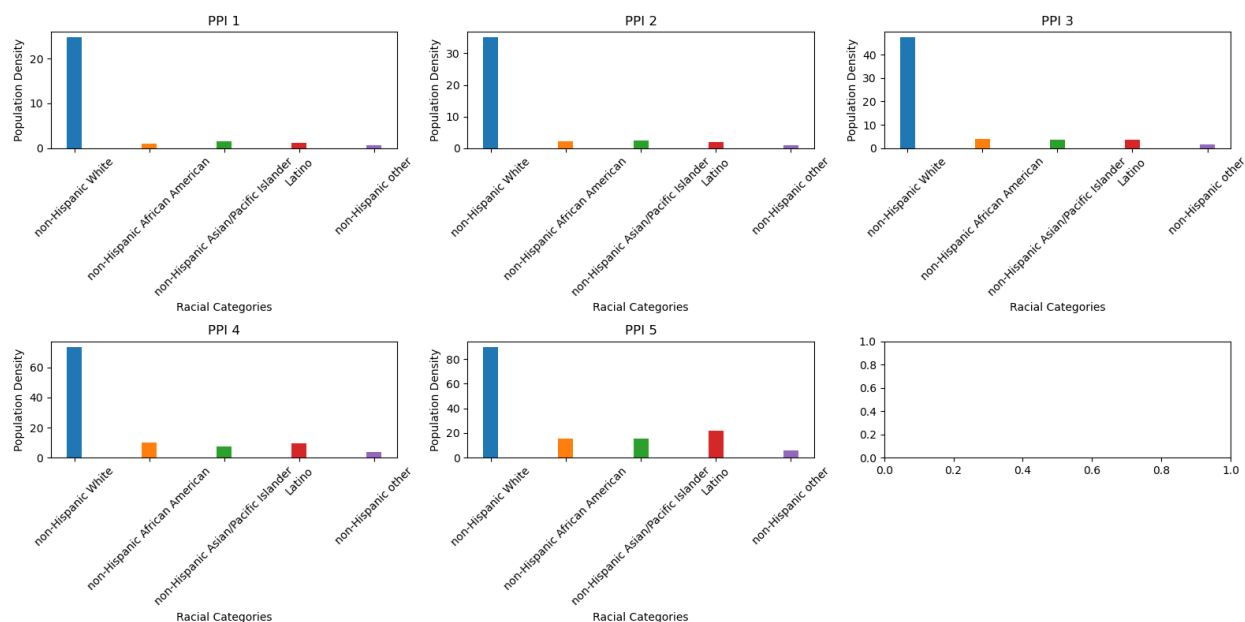 PPI 1
Population Density
20
10
0
non-Hispanic White
non-Hispanic African American
non-Hispanic Asian/Pacific Islander
Latino
non-Hispanic other
Racial Categories
PPI 2
Population Density
30
20
10
0
non-Hispanic White
non-Hispanic African American
non-Hispanic Asian/Pacific Islander
Latino
non-Hispanic other
Racial Categories
PPI 3
Population Density
40
30
20
10
0
non-Hispanic White
non-Hispanic African American
non-Hispanic Asian/Pacific Islander
Latino
non-Hispanic other
Racial Categories
PPI 4
Population Density
60
40
20
0
non-Hispanic White
non-Hispanic African American
non-Hispanic Asian/Pacific Islander
Latino
non-Hispanic other
Racial Categories
PPI 5
Population Density
80
60
40
20
0
non-Hispanic White
non-Hispanic African American
non-Hispanic Asian/Pacific Islander
Latino
non-Hispanic other
Racial Categories
1.0
0.8
0.6
0.4
0.2
0.0
0.0 0.2 0.4 0.6 0.8 1.0